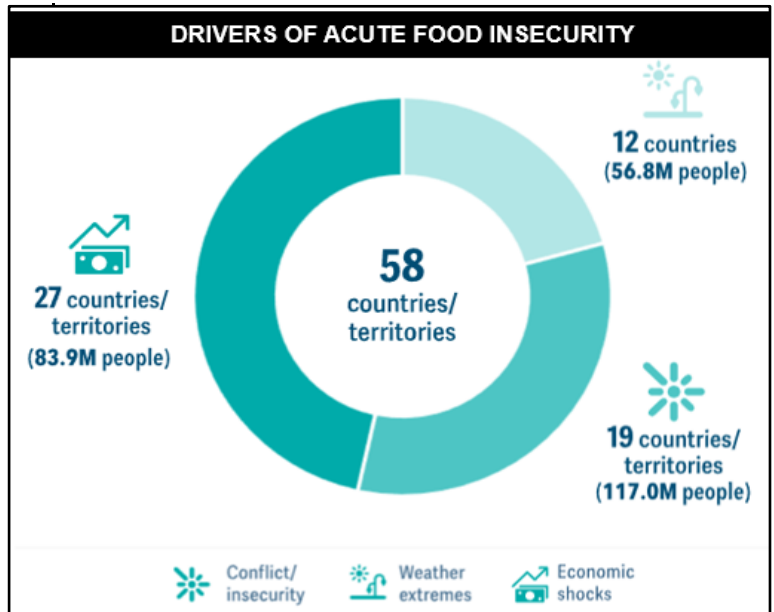 DRIVERS OF ACUTE FOOD INSECURITY
12 countries
(56.8M people)
58
countries/
territories
27 countries/
territories
(83.9M people)
19 countries/
territories
(117.0M people)
Conflict/
insecurity
Weather
extremes
Economic
shocks